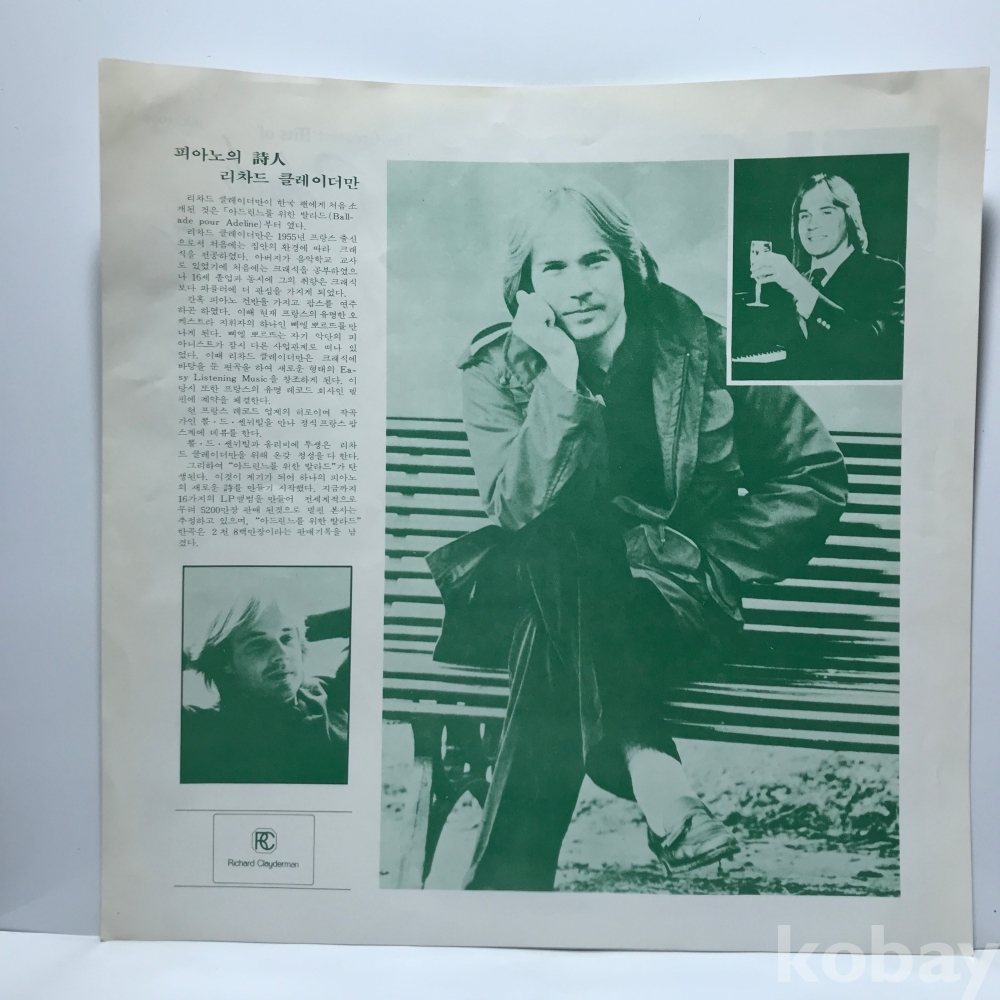 피아노의 詩人
리차드 클레이더만
리차드 클레이더만이 한국 팬에게 처음 소
개된 것은 「아드린느를 위한 발라드(Ball-
ade pour Adeline)부터 였다.
리차드 클레이더만은 1955년 프랑스 출신
으로서 처음에는 집안의 환경에 따라 크래
식을 전공하였다. 아버지가 음악학교 교사
로 있었기에 처음에는 크래식을 공부하였으
나 16세 졸업과 동시에 그의 취향은 크래식
보다 파퓰러에 더 관심을 가지게 되었다.
간혹 피아노 건반을 가지고 팝스를 연주
하곤 하였다. 이때 현재 프랑스의 유명한 오
케스트라 지휘자의 하나인 삐엘 뽀르뜨를 만
나게 된다. 삐엘 뽀르뜨는 자기 악단의 피
아니스트가 잠시 다른 사업관계로 떠나 있
었다. 이때 리차드 클레이더만은 크래식에
바탕을 둔 편곡을 하여 새로운 형태의 Ea-
sy Listening Music을 창조하게 된다. 이
당시 또한 프랑스의 유명 레코드 회사인 델
핀에 계약을 체결한다.
현 프랑스 레코드 업계의 히로이며 작곡
가인 뽈·드·쎈뉘빌을 만나 정식 프랑스 팝
스계에 데뷰를 한다.
뽈·드·쎈뉘빌과 올리비에 투쌩은 리차
드 클레이더만을 위해 온갖 정성을 다 한다.
그리하여 "아드린느를 위한 발라드"가 탄
생된다. 이것이 계기가 되어 하나의 피아노
의 새로운 詩를 만들기 시작했다. 지금까지
16가지의 LP앨범을 만들어 전세계적으로
무려 5200만장 판매 된것으로 델핀 본사는
추정하고 있으며, "아드린느를 위한 발라드"
한곡은 2천 8백만장이라는 판매기록을 남
겼다.
RC
Richard Clayderman
kobay